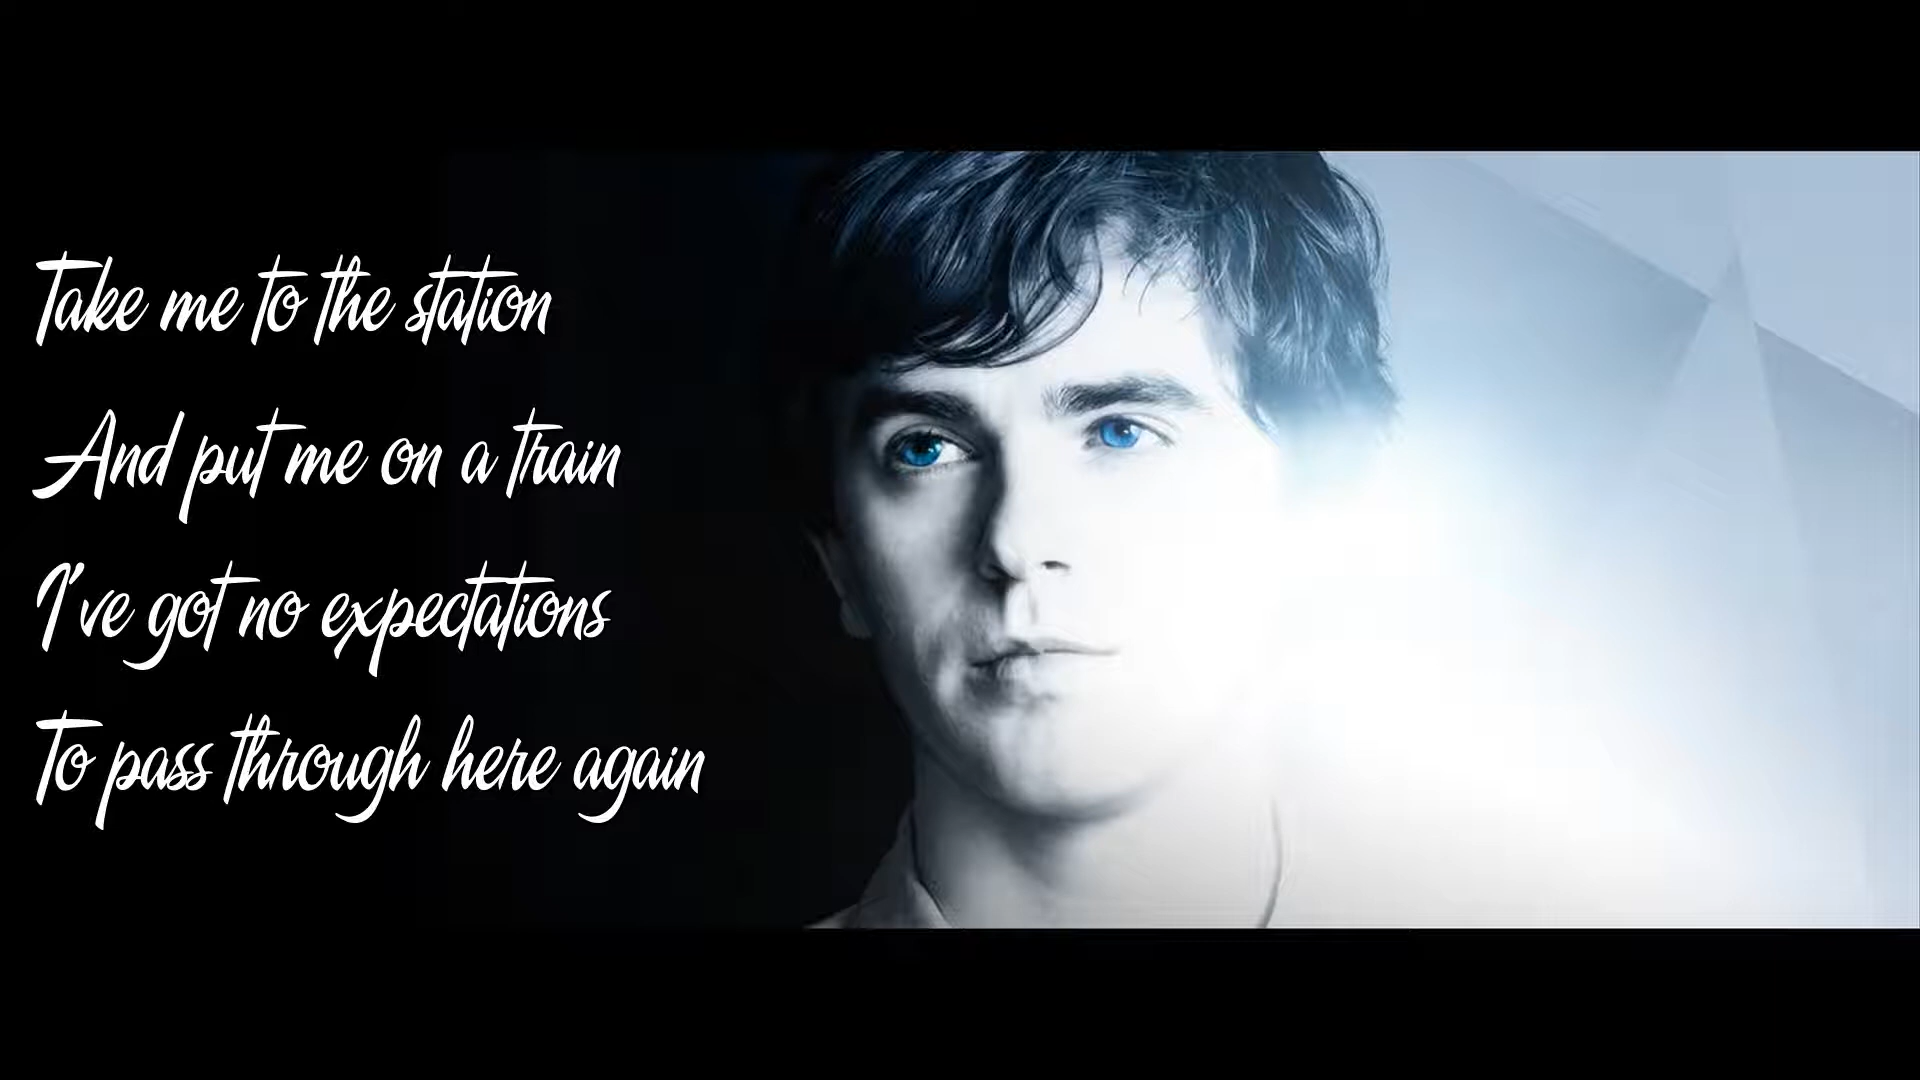 Take me to the station
And put me on a train
I've got no expectations
To pass through here again